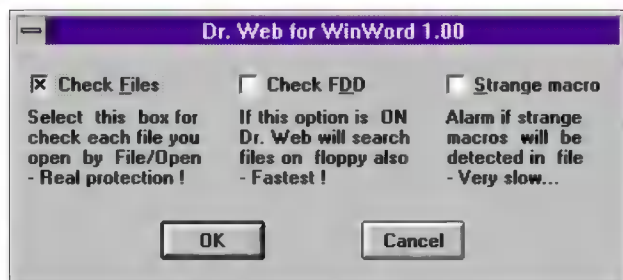 Dr. Web for WinWord 1.00
Check Files
Select this box for
check each file you
open by File/Open
- Real protection !
Check FDD
If this option is ON
Dr. Web will search
files on floppy also
- Fastest !
Strange macro
Alarm if strange
macros will be
detected in file
- Very slow...
OK
Cancel